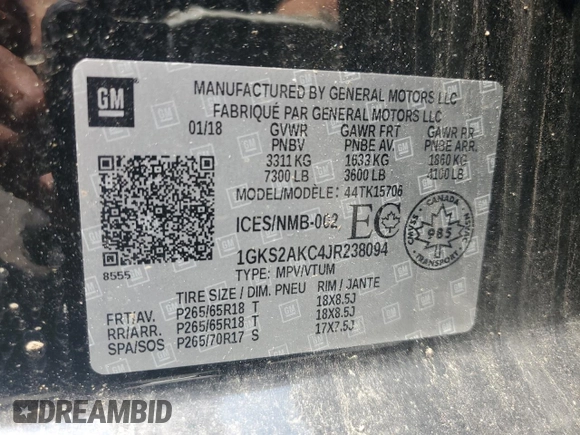 GM
MANUFACTURED BY GENERAL MOTORS LLC
FABRIQUÉ PAR GENERAL MOTORS LLC
01/18 GVWR GAWR FRT GAWR RR
PNBV PNBE AV. PNBE ARR.
3311 KG 1633 KG 1860 KG
7300 LB 3600 LB 4100 LB
MODEL/MODÈLE: 44TK15706
ICES/NMB-002 EC
CANADA 985 TRANSPORT
8555
1GKS2AKC4JR238094
TYPE: MPV/VTUM
TIRE SIZE / DIM. PNEU RIM / JANTE
FRT/AV. P265/65R18 T 18X8.5J
RR/ARR. P265/65R18 T 18X8.5J
SPA/SOS P265/70R17 S 17X7.5J
DREAMBID